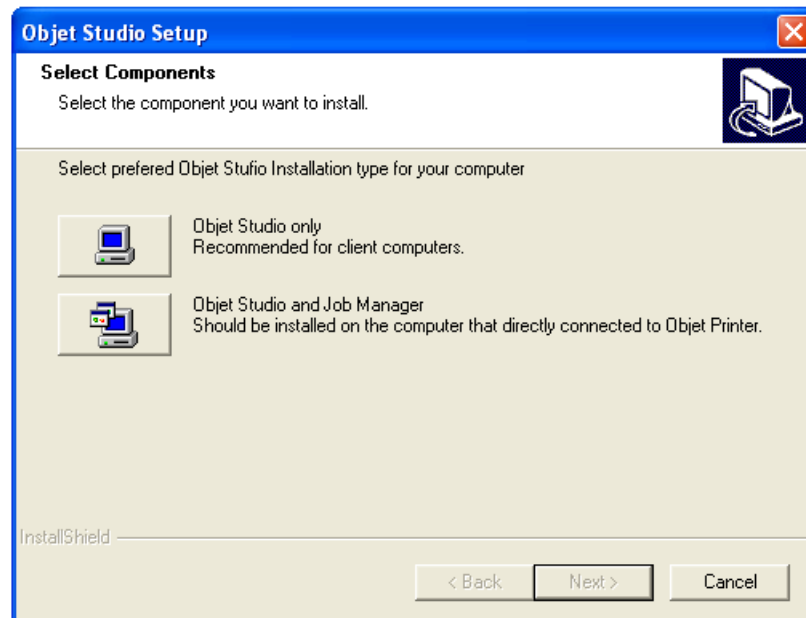 Objet Studio Setup
Select Components
Select the component you want to install.
Select prefered Objet Stufio Installation type for your computer
Objet Studio only
Recommended for client computers.
Objet Studio and Job Manager
Should be installed on the computer that directly connected to Objet Printer.
InstallShield
< Back Next > Cancel